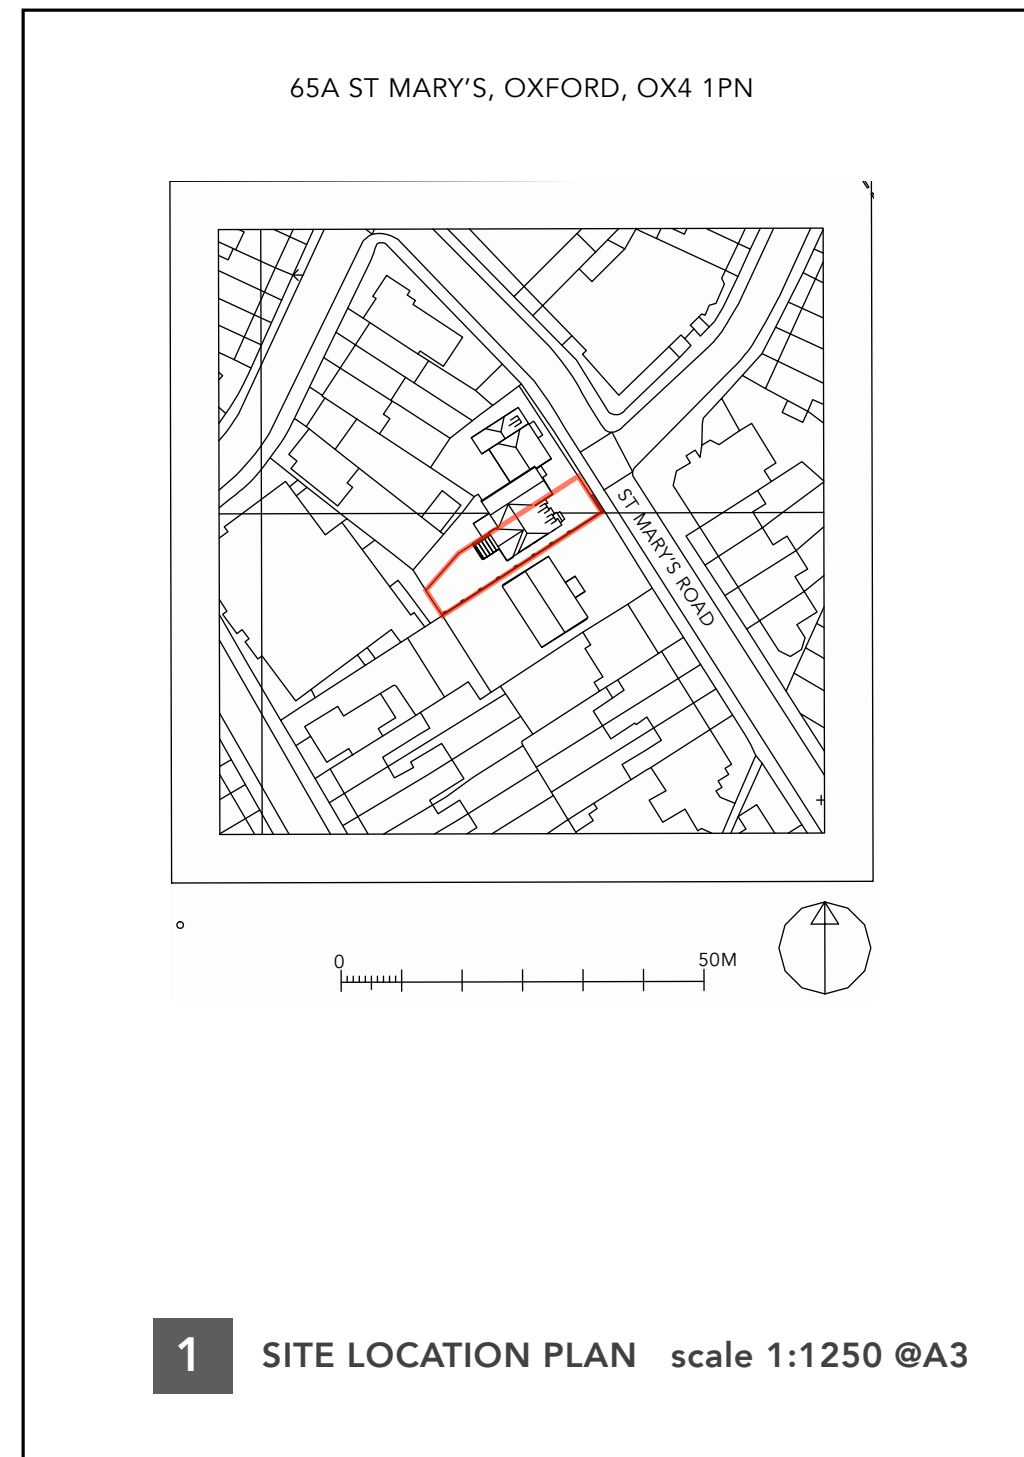 65A ST MARY'S, OXFORD, OX4 1PN
ST MARY'S ROAD
0 50M
1 SITE LOCATION PLAN scale 1:1250 @A3